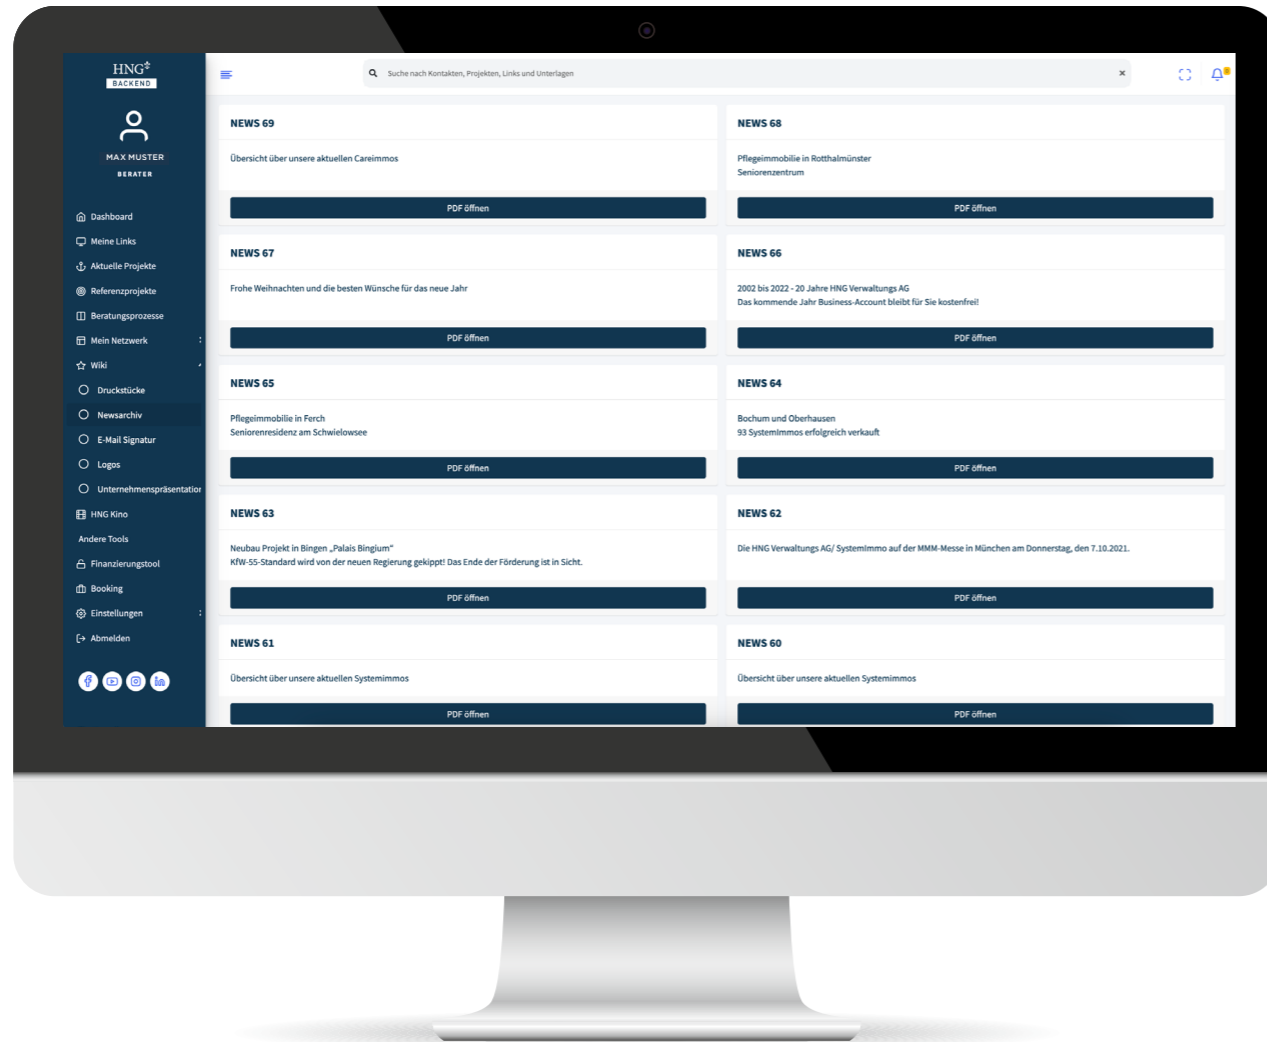 HNG
BACKEND
MAX MUSTER
BERATER
Dashboard
Meine Links
Aktuelle Projekte
Referenzprojekte
Beratungsprozesse
Mein Netzwerk
Wiki
Druckstücke
Newsarchiv
E-Mail Signatur
Logos
Unternehmenspräsentation
HNG Kino
Andere Tools
Finanzierungstool
Booking
Einstellungen
Abmelden
Suche nach Kontakten, Projekten, Links und Unterlagen
NEWS 69
Übersicht über unsere aktuellen Careimmos
PDF öffnen
NEWS 68
Pflegeimmobilie in Rotthalmünster
Seniorenzentrum
PDF öffnen
NEWS 67
Frohe Weihnachten und die besten Wünsche für das neue Jahr
PDF öffnen
NEWS 66
2002 bis 2022 - 20 Jahre HNG Verwaltungs AG
Das kommende Jahr Business-Account bleibt für Sie kostenfrei!
PDF öffnen
NEWS 65
Pflegeimmobilie in Ferch
Seniorenresidenz am Schwielowsee
PDF öffnen
NEWS 64
Bochum und Oberhausen
93 SystemImmos erfolgreich verkauft
PDF öffnen
NEWS 63
Neubau Projekt in Bingen „Palais Bingium“
KfW-55-Standard wird von der neuen Regierung gekippt! Das Ende der Förderung ist in Sicht.
PDF öffnen
NEWS 62
Die HNG Verwaltungs AG/ SystemImmo auf der MMM-Messe in München am Donnerstag, den 7.10.2021.
PDF öffnen
NEWS 61
Übersicht über unsere aktuellen Systemimmos
PDF öffnen
NEWS 60
Übersicht über unsere aktuellen Systemimmos
PDF öffnen